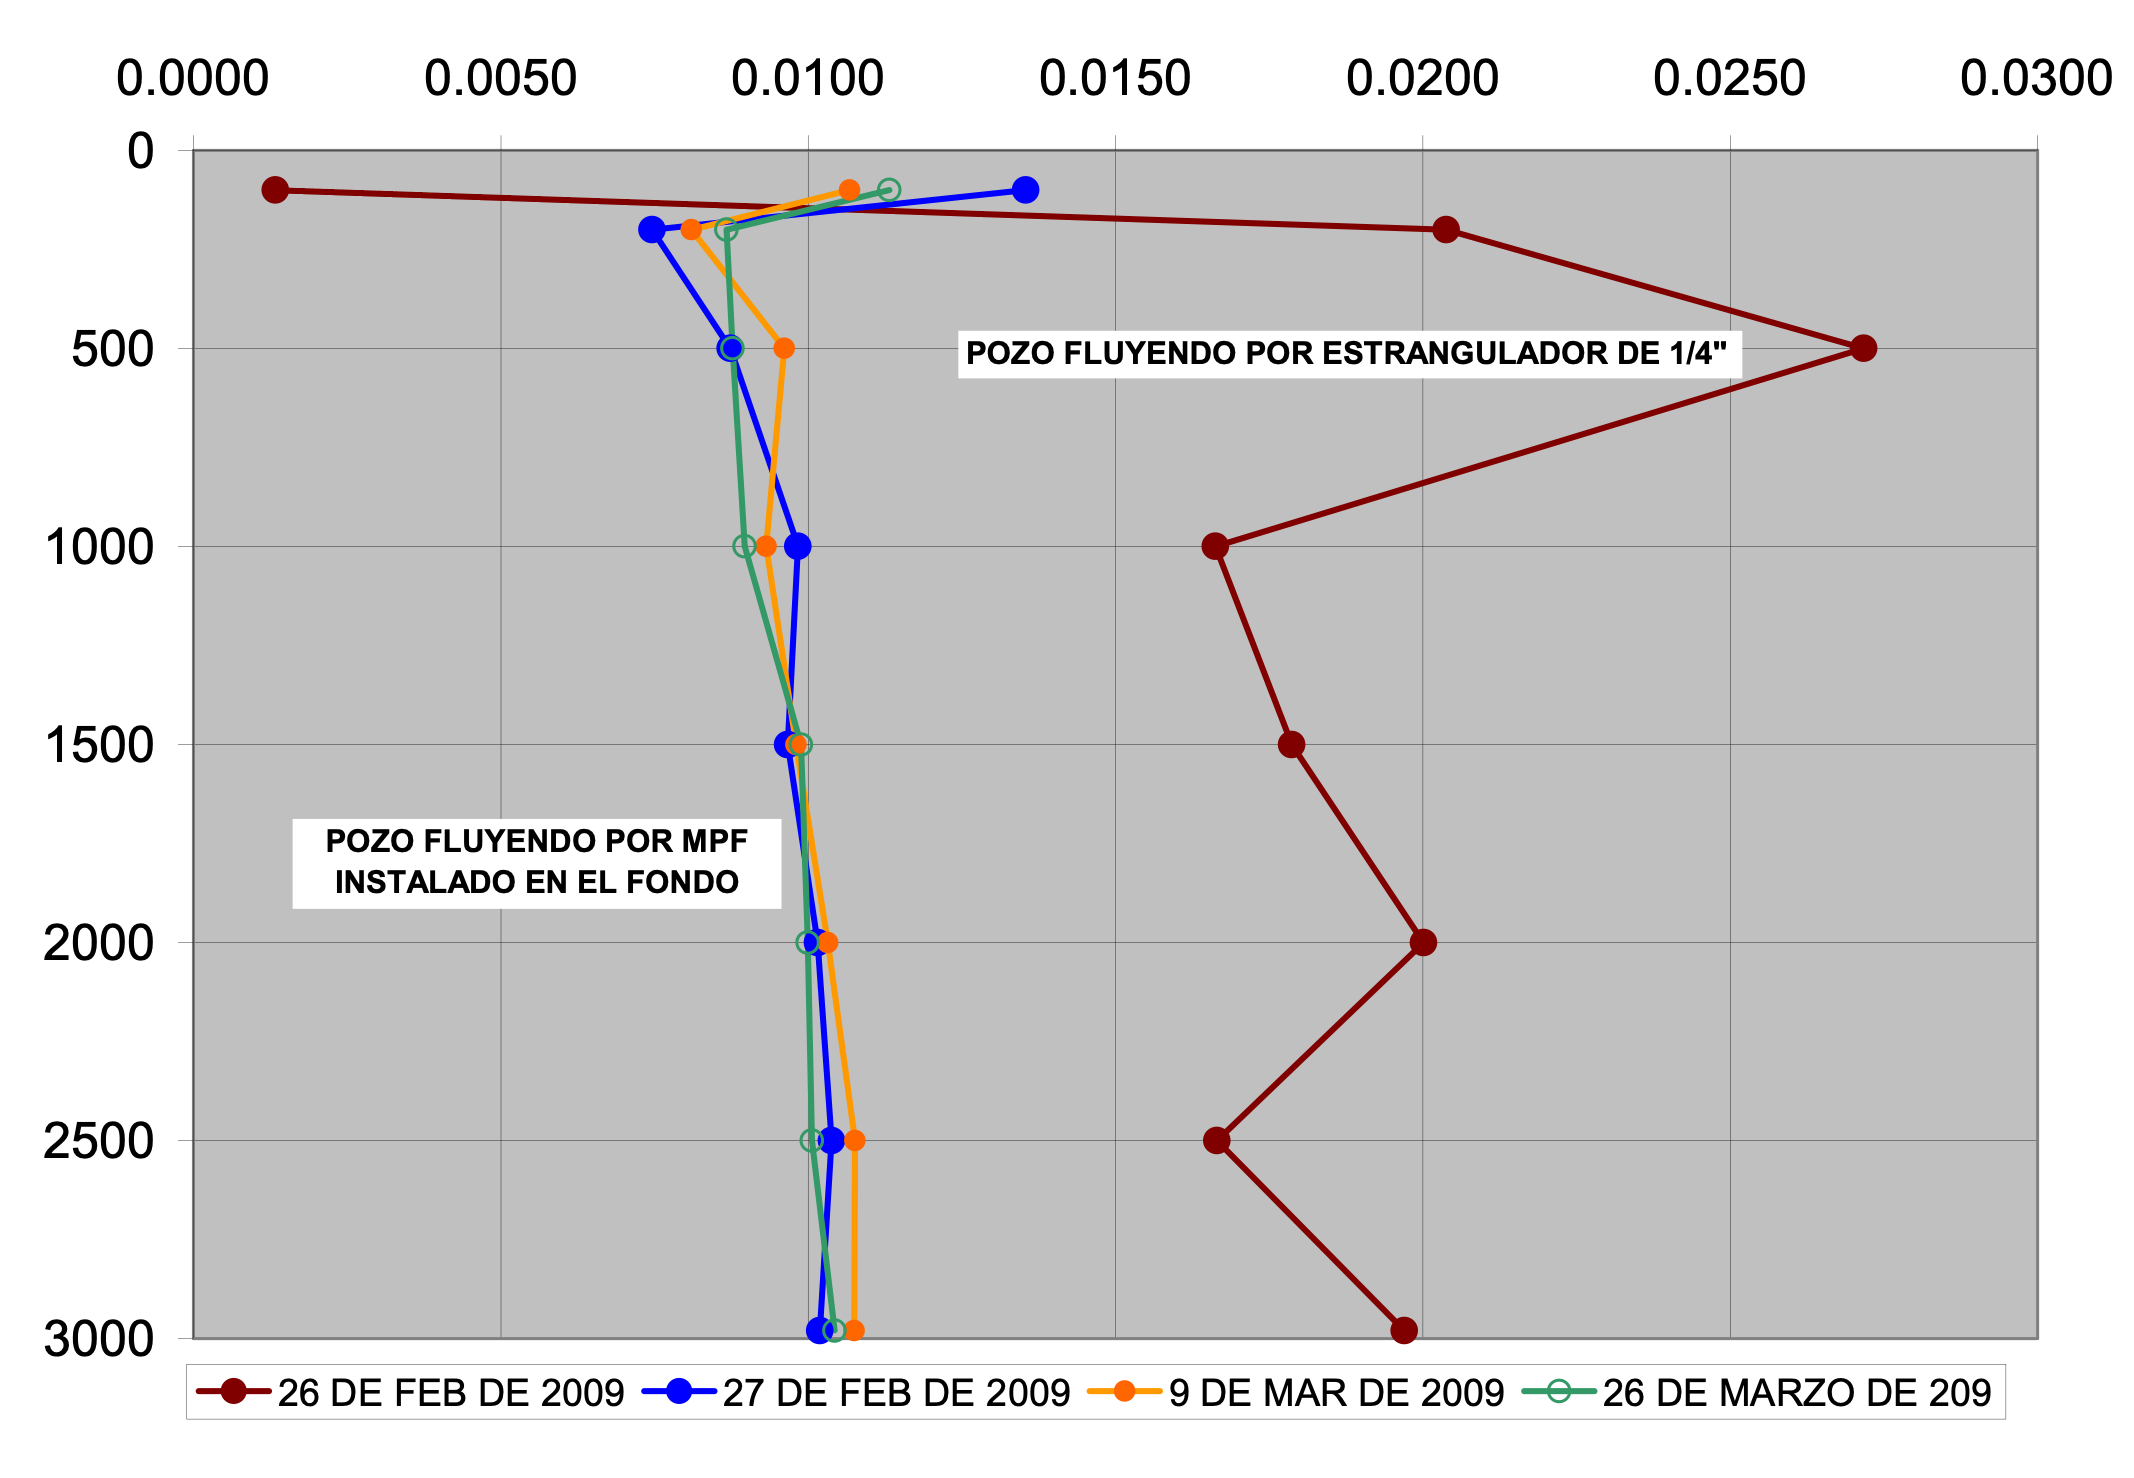 0.0000 0.0050 0.0100 0.0150 0.0200 0.0250 0.0300
0
500
POZO FLUYENDO POR ESTRANGULADOR DE 1/4"
1000
1500
POZO FLUYENDO POR MPF
INSTALADO EN EL FONDO
2000
2500
3000
26 DE FEB DE 2009 27 DE FEB DE 2009 9 DE MAR DE 2009 26 DE MARZO DE 209